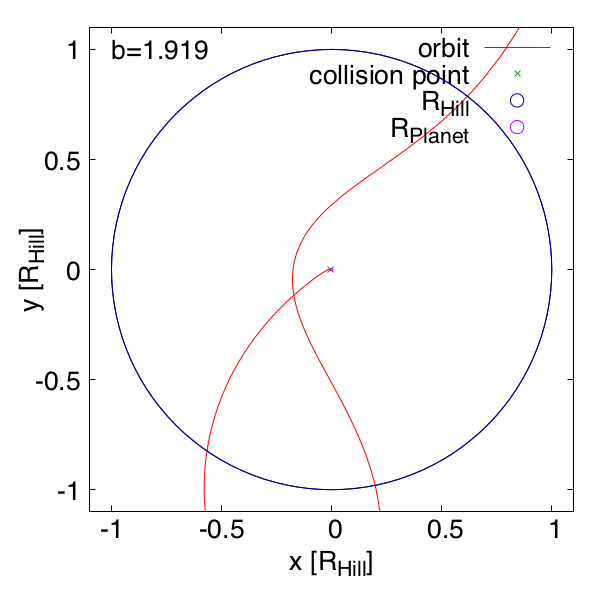 b=1.919
orbit
collision point
R_Hill
R_Planet
1
0.5
0
-0.5
-1
y [R_Hill]
-1 -0.5 0 0.5 1
x [R_Hill]